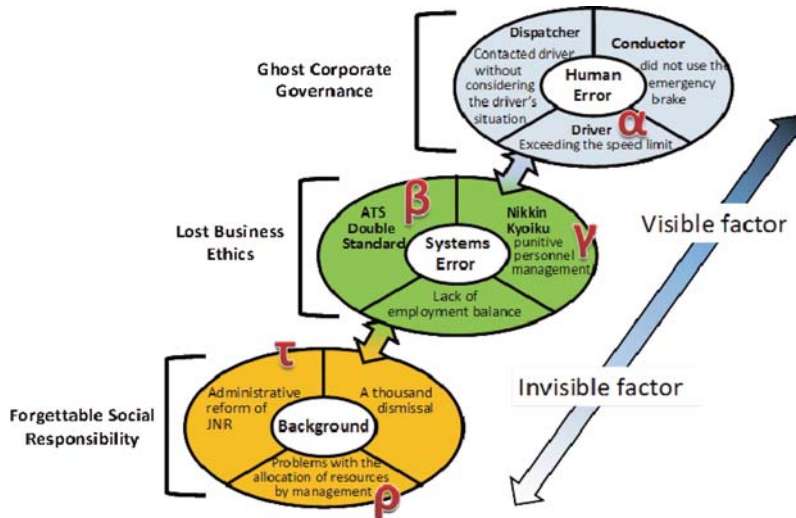 Ghost Corporate
Governance
Dispatcher
Contacted driver
without
considering
the driver's
situation
Conductor
did not use the
emergency
brake
Human
Error
Driver α
Exceeding the speed limit
Lost Business
Ethics
ATS
Double
Standard
β
Nikkin
Kyoiku
punitive
personnel
management
γ
Systems
Error
Lack of
employment balance
Visible factor
Invisible factor
Forgettable Social
Responsibility
τ
Administrative
reform of
JNR
A thousand
dismissal
Background
Problems with the
allocation of resources
by management
ρ